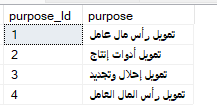 purpose_Id purpose
1 تمويل رأس مال عامل
2 تمويل أدوات إنتاج
3 تمويل إحلال وتجديد
4 تمويل رأس المال العامل